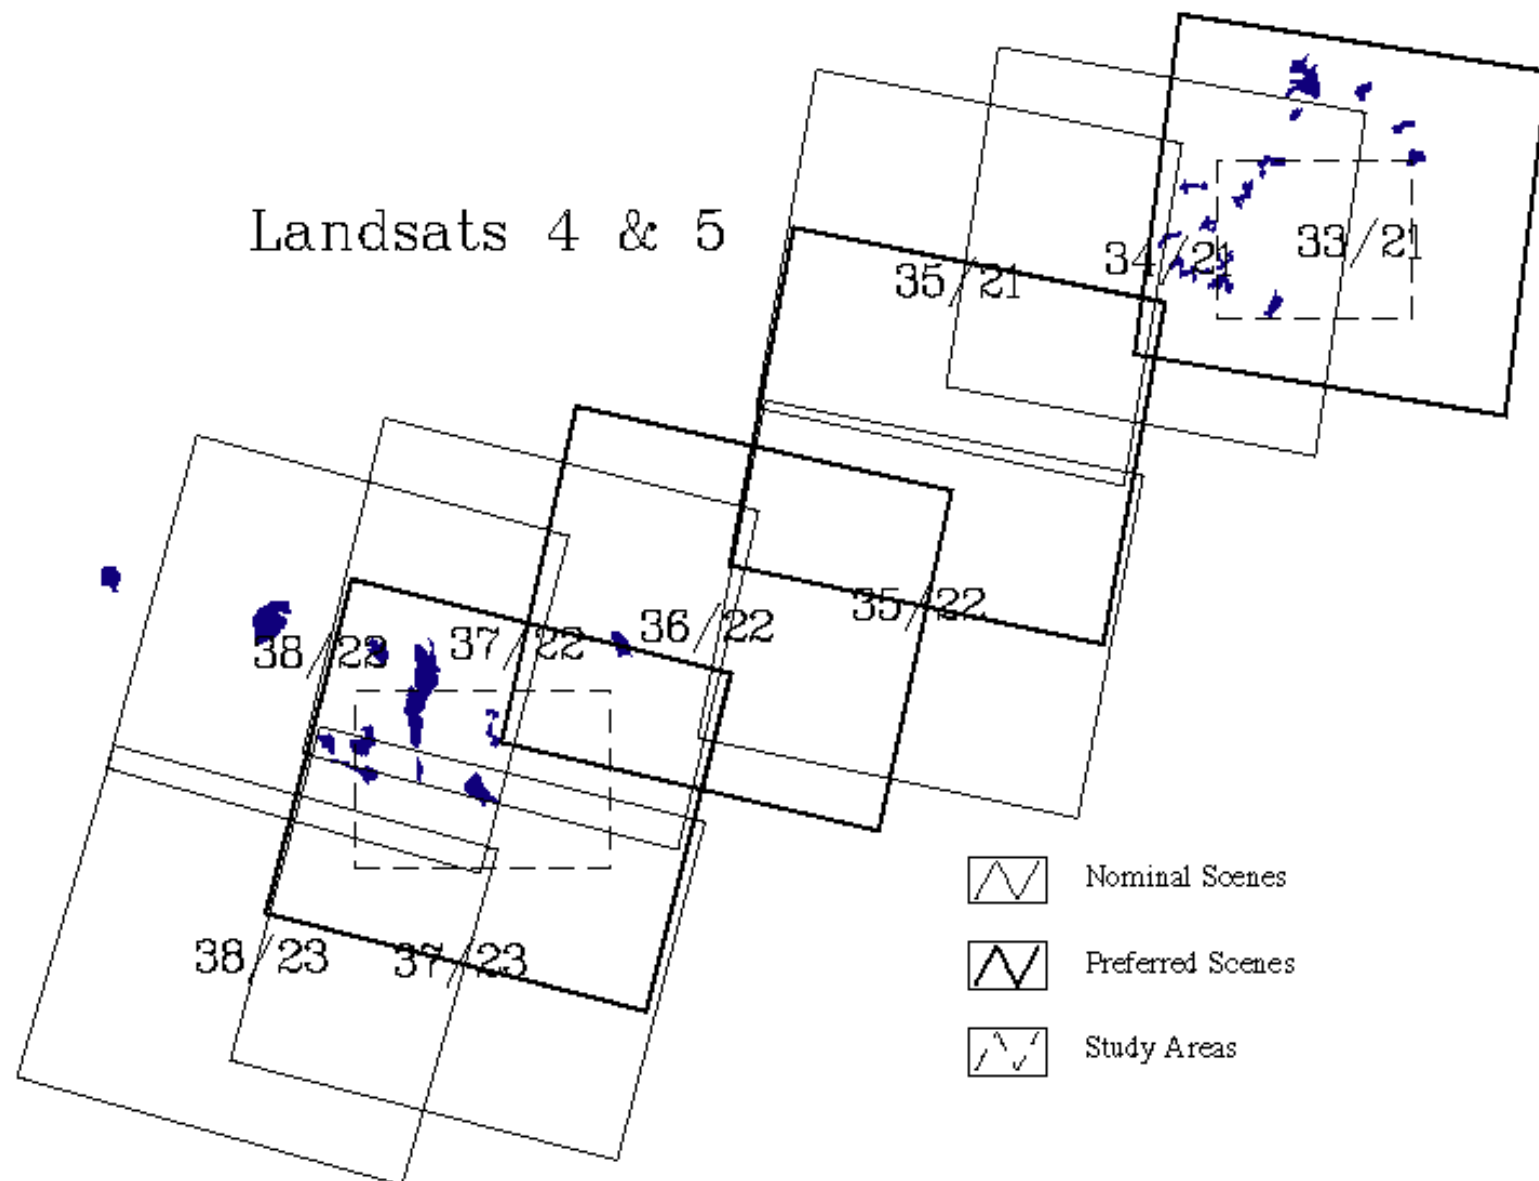 Landsats 4 & 5
33/21
34/21
35/21
35/22
36/22
37/22
38/22
38/23
37/23
Nominal Scenes
Preferred Scenes
Study Areas